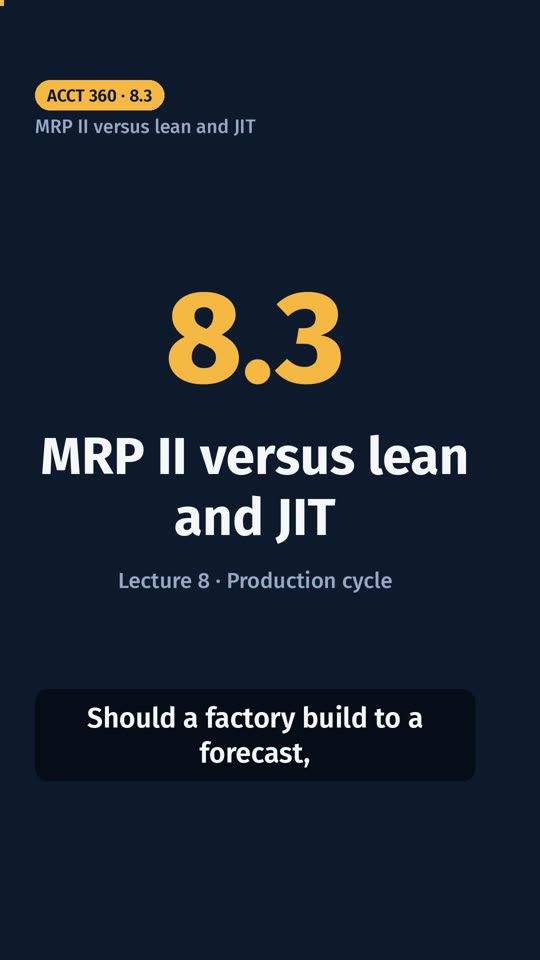 ACCT 360 · 8.3
MRP II versus lean and JIT
8.3
MRP II versus lean
and JIT
Lecture 8 · Production cycle
Should a factory build to a
forecast,